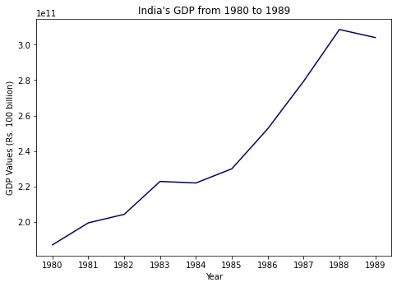 India's GDP from 1980 to 1989
1e11
3.0
2.8
2.6
2.4
2.2
2.0
GDP Values (Rs. 100 billion)
1980 1981 1982 1983 1984 1985 1986 1987 1988 1989
Year